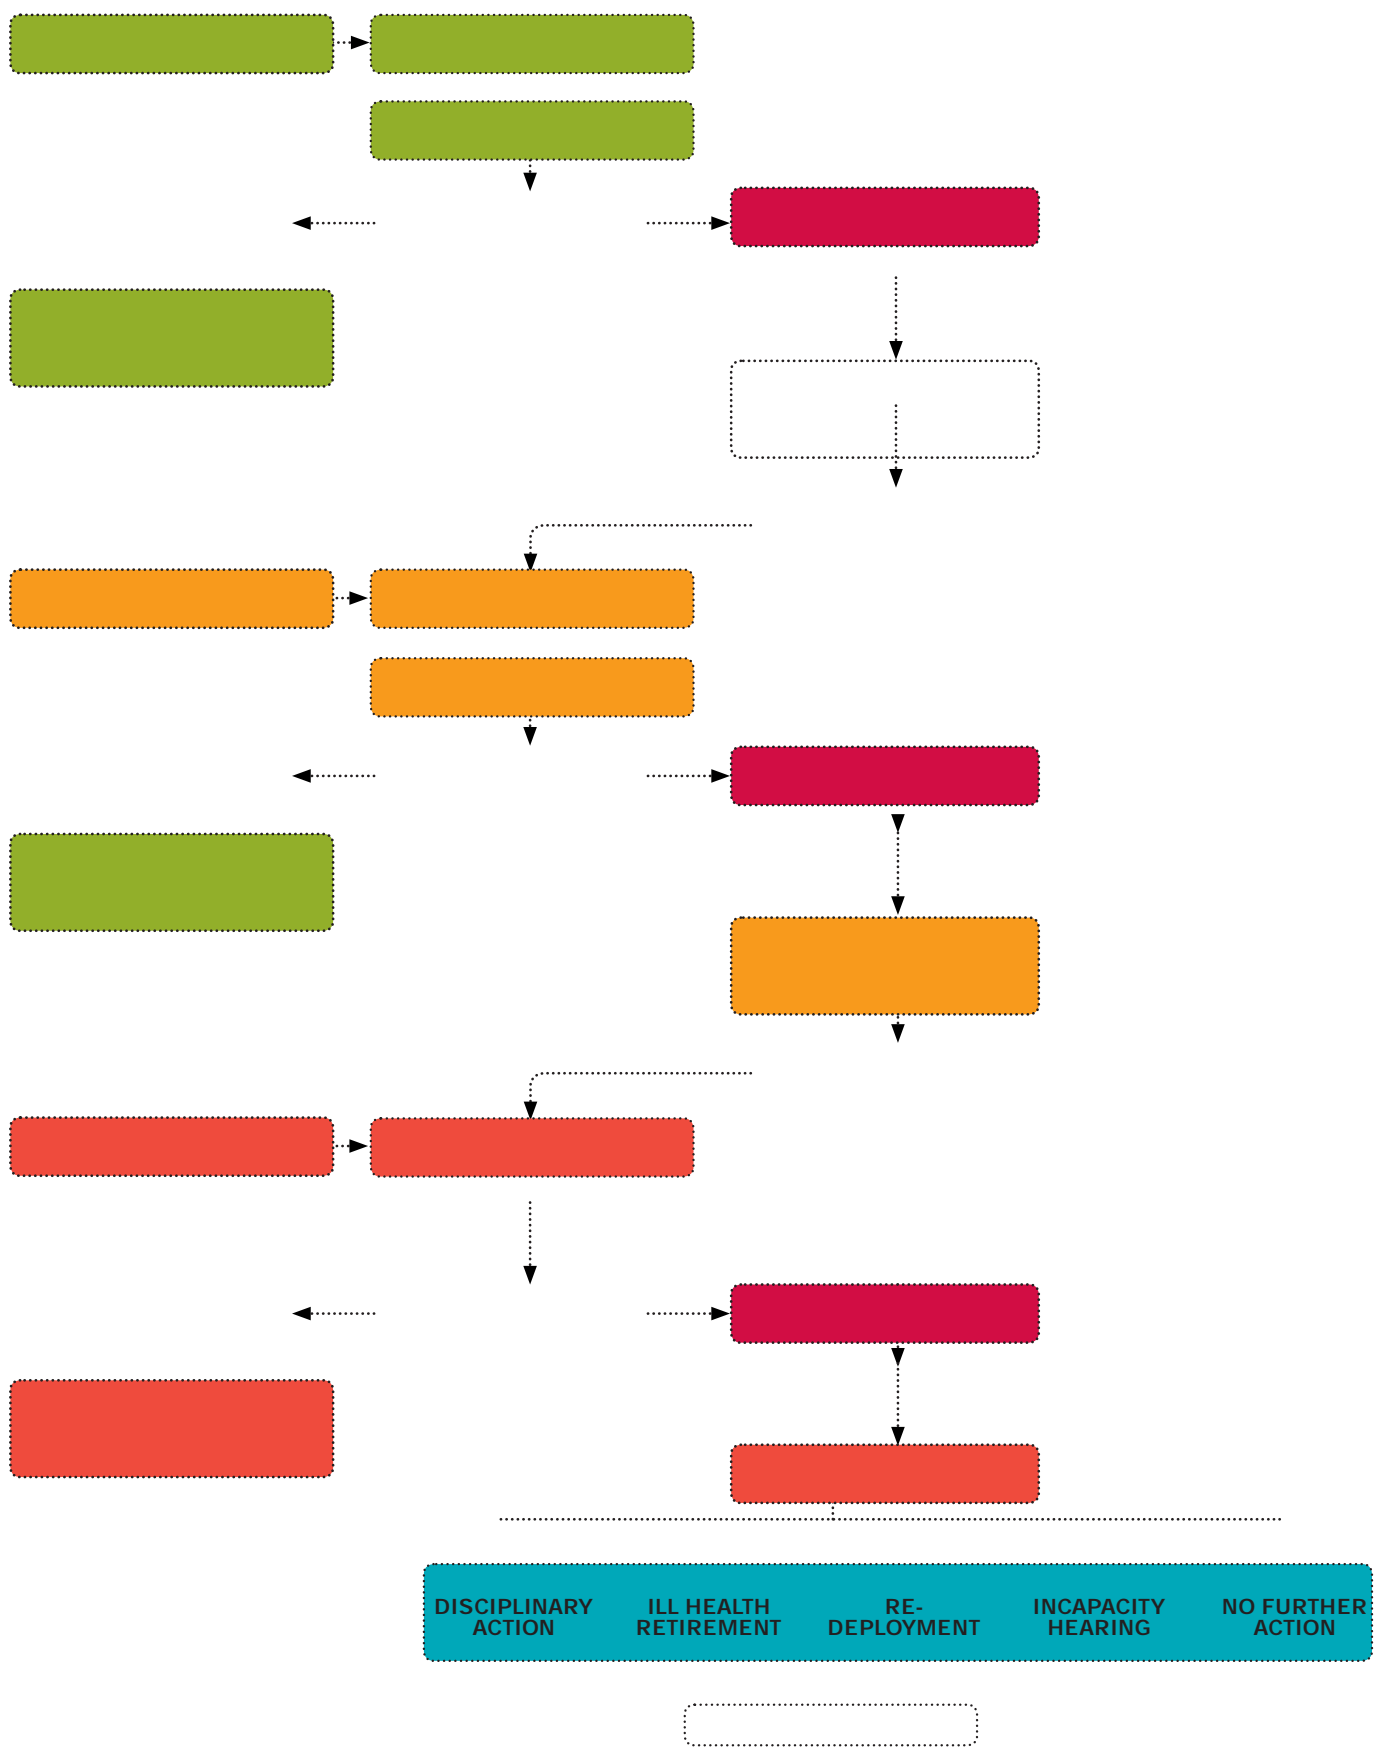 DISCIPLINARY
ACTION
ILL HEALTH
RETIREMENT
RE-
DEPLOYMENT
INCAPACITY
HEARING
NO FURTHER
ACTION